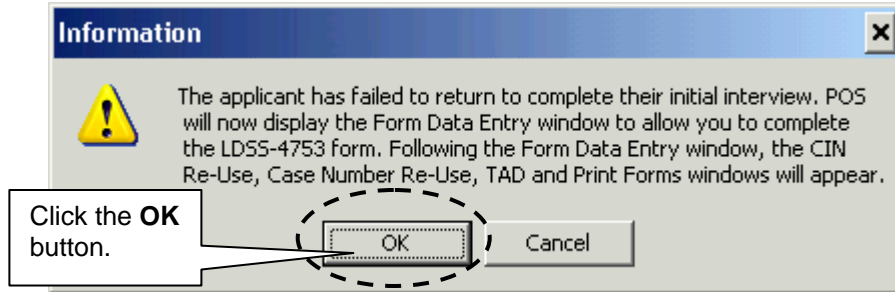 Information
The applicant has failed to return to complete their initial interview. POS
will now display the Form Data Entry window to allow you to complete
the LDSS-4753 form. Following the Form Data Entry window, the CIN
Re-Use, Case Number Re-Use, TAD and Print Forms windows will appear.
Click the OK
button.
OK
Cancel